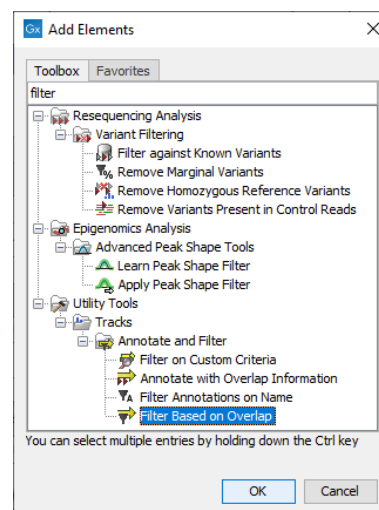 Gx Add Elements
Toolbox Favorites
filter
Resequencing Analysis
Variant Filtering
Filter against Known Variants
Remove Marginal Variants
Remove Homozygous Reference Variants
Remove Variants Present in Control Reads
Epigenomics Analysis
Advanced Peak Shape Tools
Learn Peak Shape Filter
Apply Peak Shape Filter
Utility Tools
Tracks
Annotate and Filter
Filter on Custom Criteria
Annotate with Overlap Information
Filter Annotations on Name
Filter Based on Overlap
You can select multiple entries by holding down the Ctrl key
OK Cancel